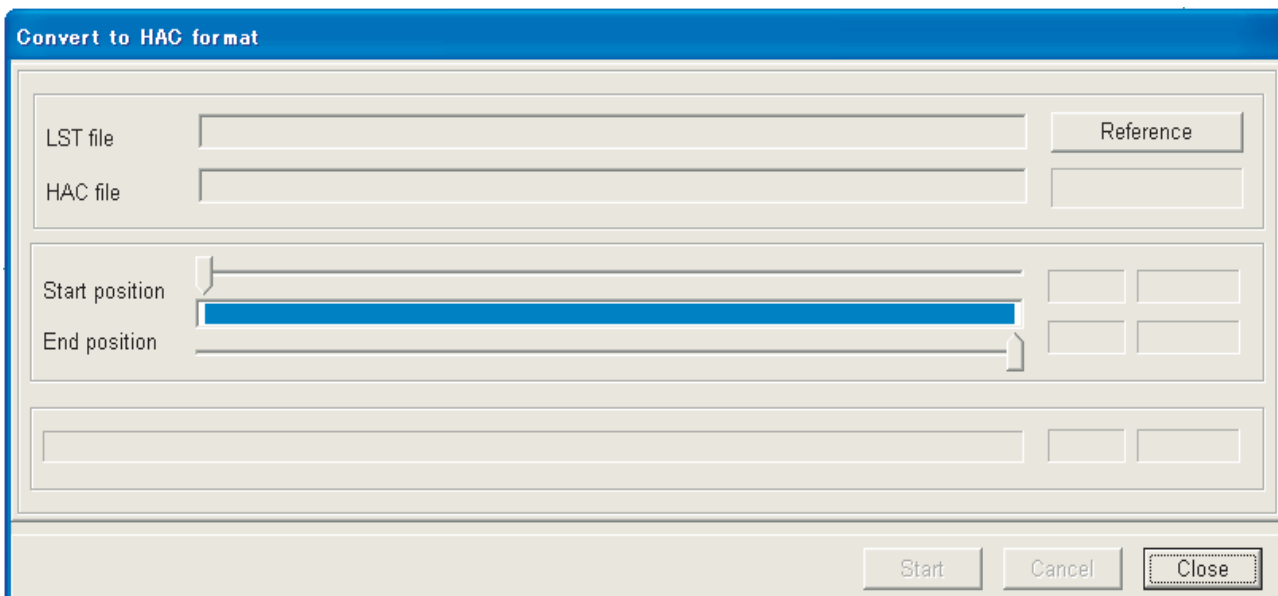 Convert to HAC format
LST file
Reference
HAC file
Start position
End position
Start
Cancel
Close